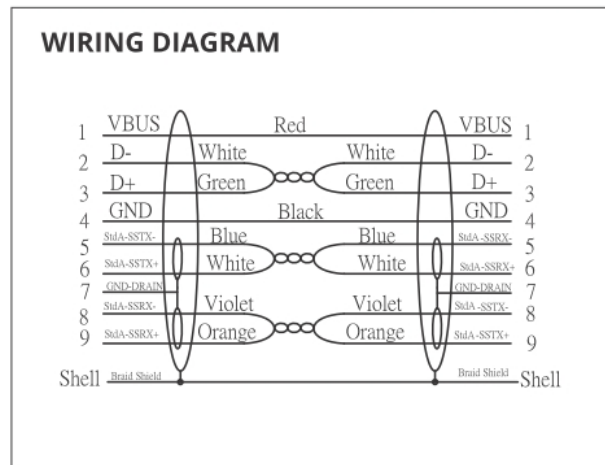 WIRING DIAGRAM
1 VBUS Red VBUS 1
2 D- White White D- 2
3 D+ Green Green D+ 3
4 GND Black GND 4
5 StdA-SSTX- Blue Blue StdA-SSRX- 5
6 StdA-SSTX+ White White StdA-SSRX+ 6
7 GND-DRAIN GND-DRAIN 7
8 StdA-SSRX- Violet Violet StdA-SSTX- 8
9 StdA-SSRX+ Orange Orange StdA-SSTX+ 9
Shell Braid Shield Braid Shield Shell